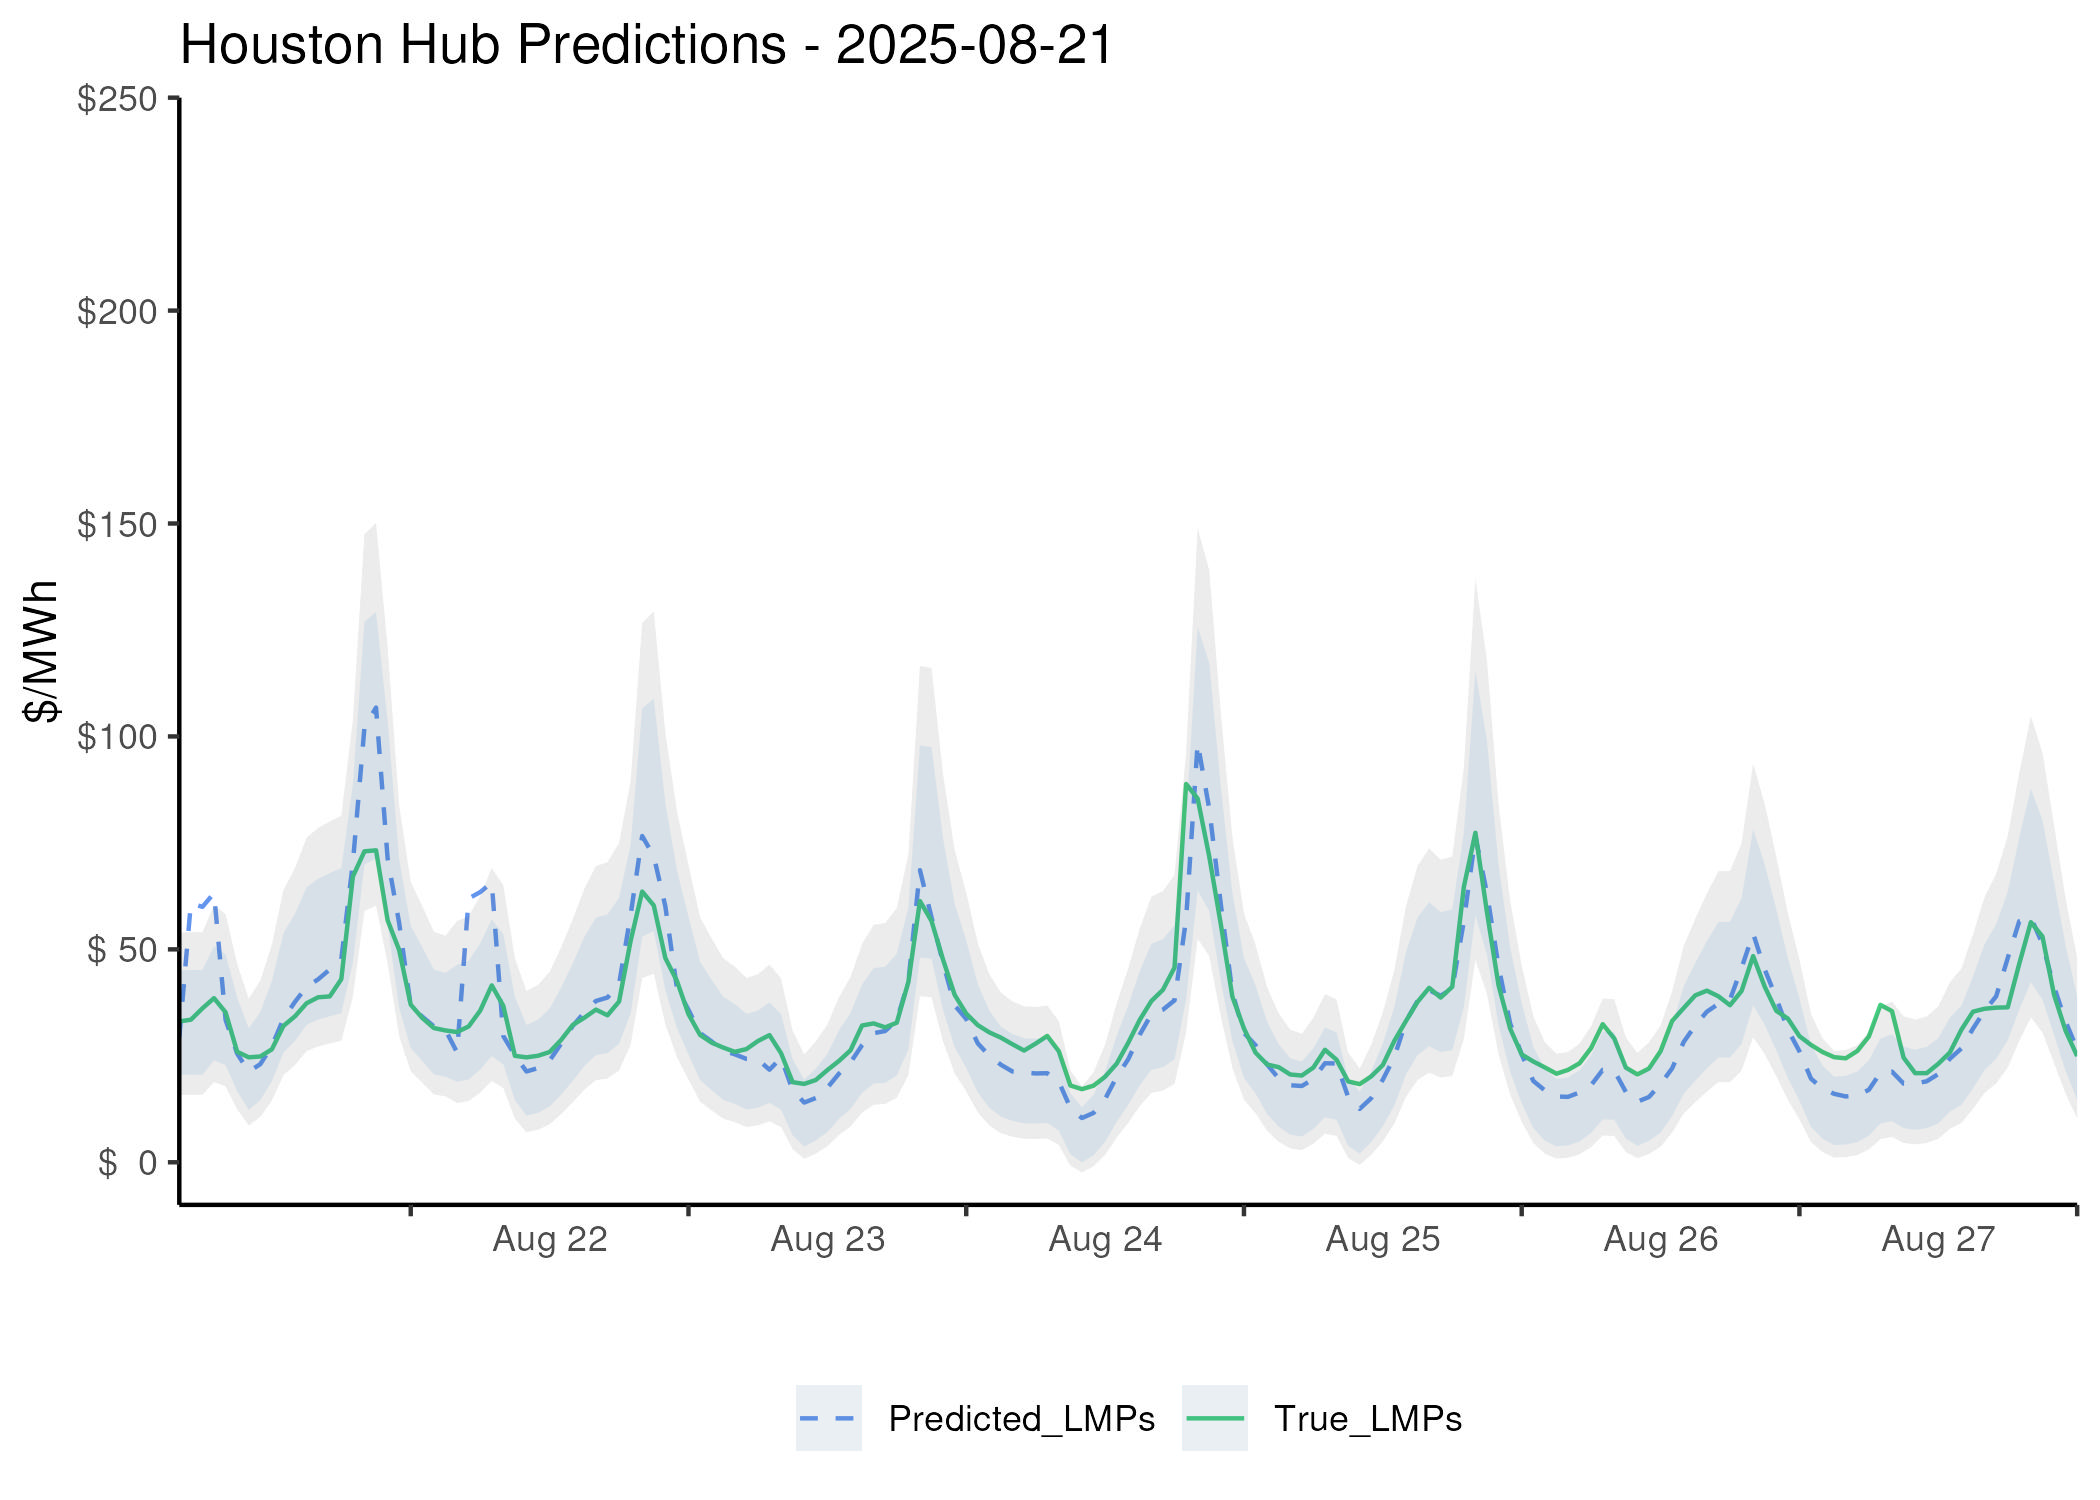 Houston Hub Predictions - 2025-08-21
$250
$200
$150
$100
$ 50
$ 0
$/MWh
Aug 22
Aug 23
Aug 24
Aug 25
Aug 26
Aug 27
Predicted_LMPs
True_LMPs